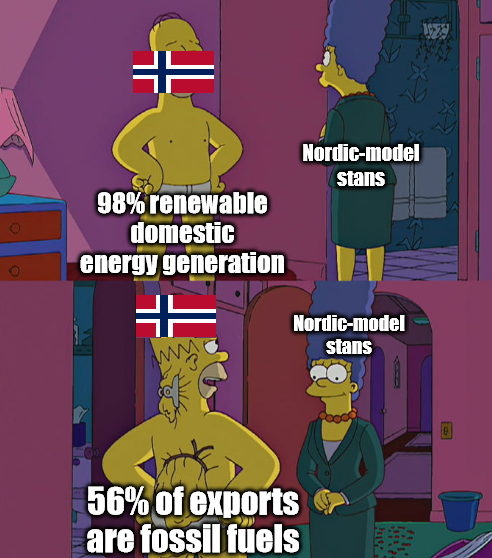 Nordic-model
stans
98% renewable
domestic
energy generation
Nordic-model
stans
56% of exports
are fossil fuels